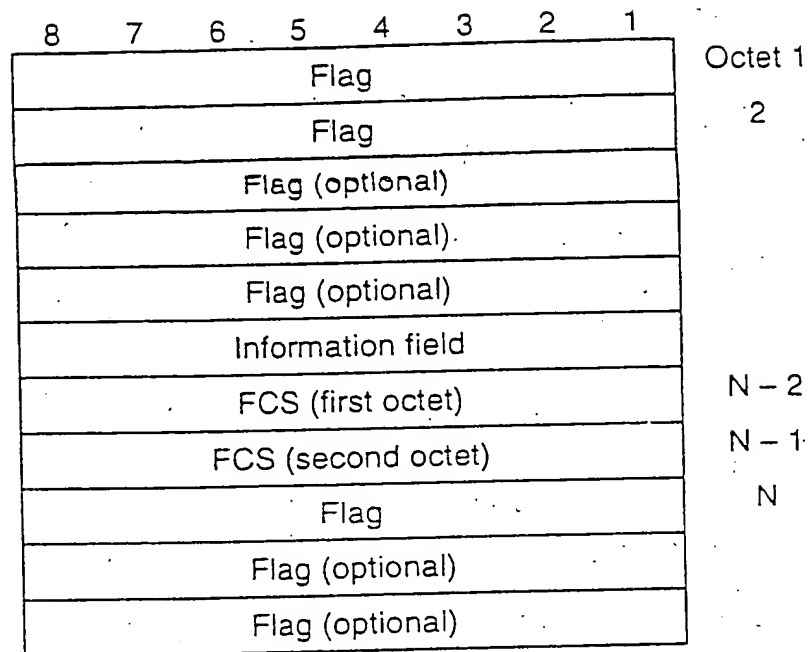 8 7 6 5 4 3 2 1
Flag Octet 1
Flag 2
Flag (optional)
Flag (optional)
Flag (optional)
Information field
FCS (first octet) N – 2
FCS (second octet) N – 1
Flag N
Flag (optional)
Flag (optional)